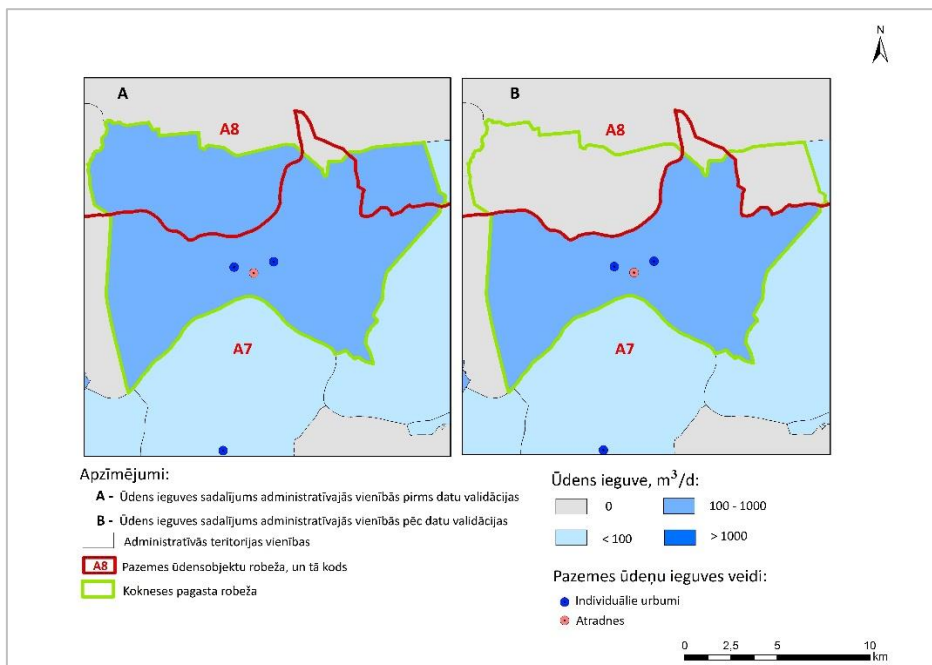 N
A
B
A8
A8
A7
A7
Apzīmējumi:
A - Ūdens ieguves sadalījums administratīvajās vienībās pirms datu validācijas
B - Ūdens ieguves sadalījums administratīvajās vienībās pēc datu validācijas
Administratīvās teritorijas vienības
A8 Pazemes ūdensobjektu robeža, un tā kods
Kokneses pagasta robeža
Ūdens ieguve, m³/d:
0
100 - 1000
< 100
> 1000
Pazemes ūdeņu ieguves veidi:
Individuālie urbumi
Atradnes
0 2,5 5 10
km